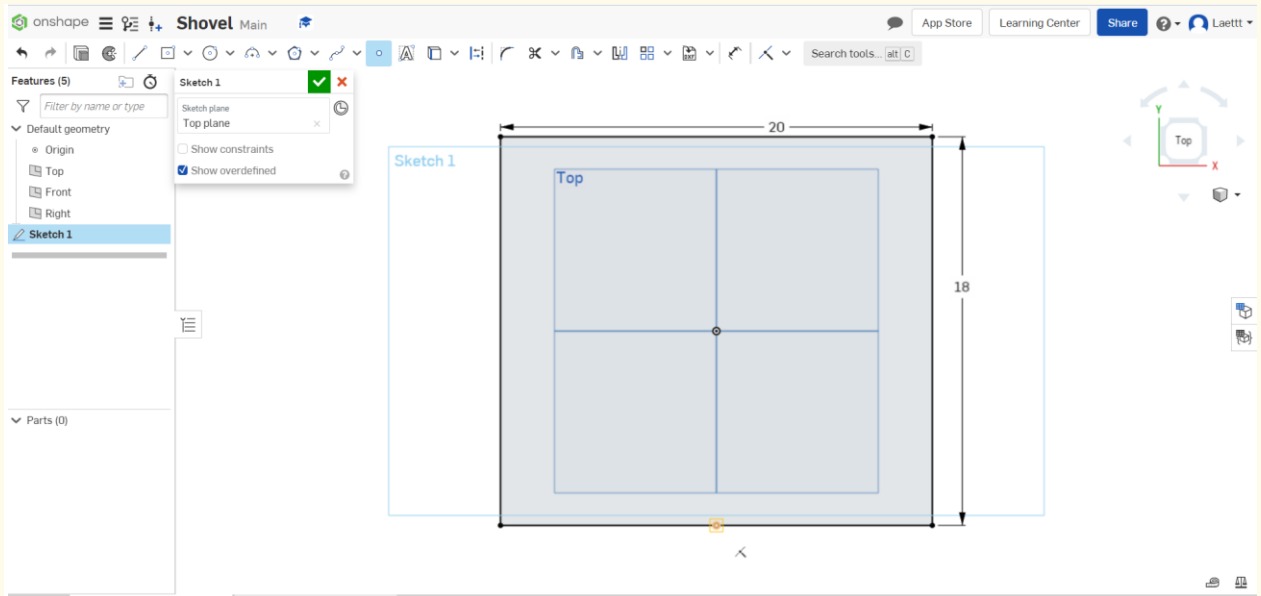 onshape Shovel Main App Store Learning Center Share Laettt
Search tools... alt C
Features (5)
Filter by name or type
Default geometry
Origin
Top
Front
Right
Sketch 1
Parts (0)
Sketch 1
Sketch plane
Top plane
Show constraints
Show overdefined
Sketch 1
Top
20
18
Y
Top
X